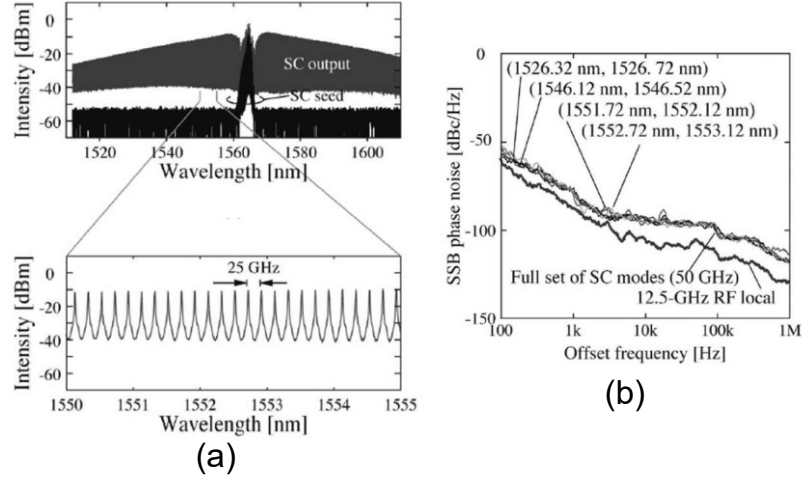 0
-20
-40
-60
Intensity [dBm]
SC output
SC seed
1520
1540
1560
1580
1600
Wavelength [nm]
0
-20
-40
-60
Intensity [dBm]
25 GHz
1550
1551
1552
1553
1554
1555
Wavelength [nm]
(a)
0
-50
-100
-150
SSB phase noise [dBc/Hz]
(1526.32 nm, 1526.72 nm)
(1546.12 nm, 1546.52 nm)
(1551.72 nm, 1552.12 nm)
(1552.72 nm, 1553.12 nm)
Full set of SC modes (50 GHz)
12.5-GHz RF local
100
1k
10k
100k
1M
Offset frequency [Hz]
(b)